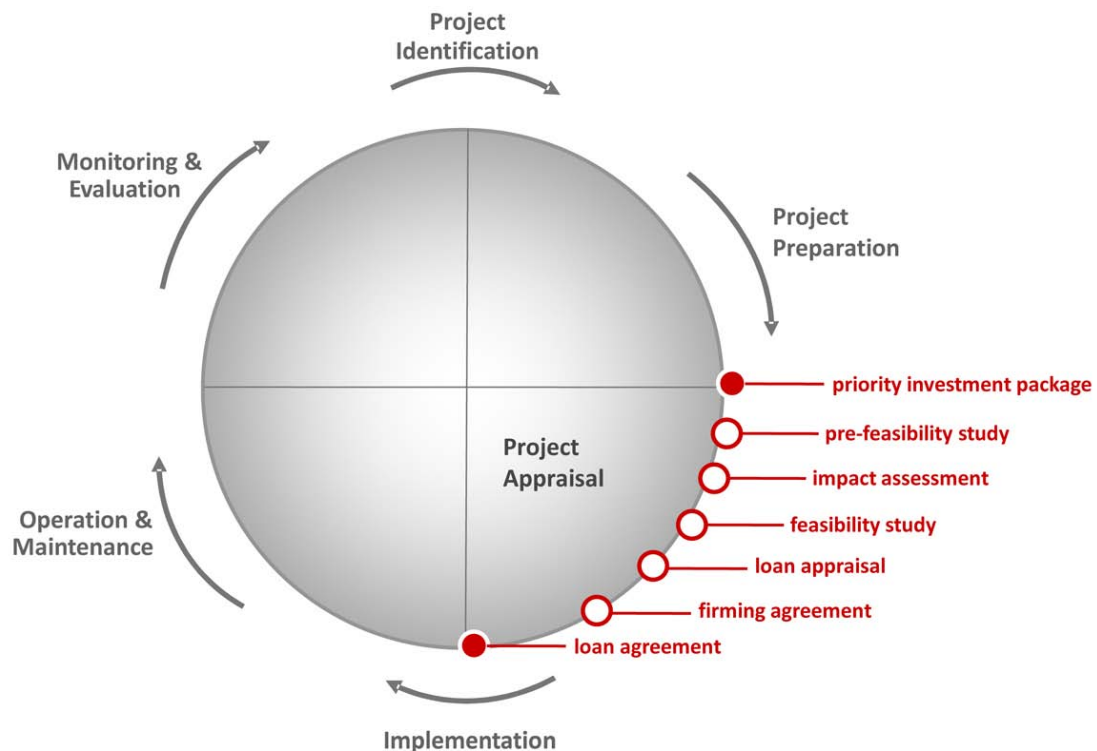 Project
Identification
Monitoring &
Evaluation
Project
Preparation
priority investment package
pre-feasibility study
Project
Appraisal
impact assessment
Operation &
Maintenance
feasibility study
loan appraisal
firming agreement
loan agreement
Implementation